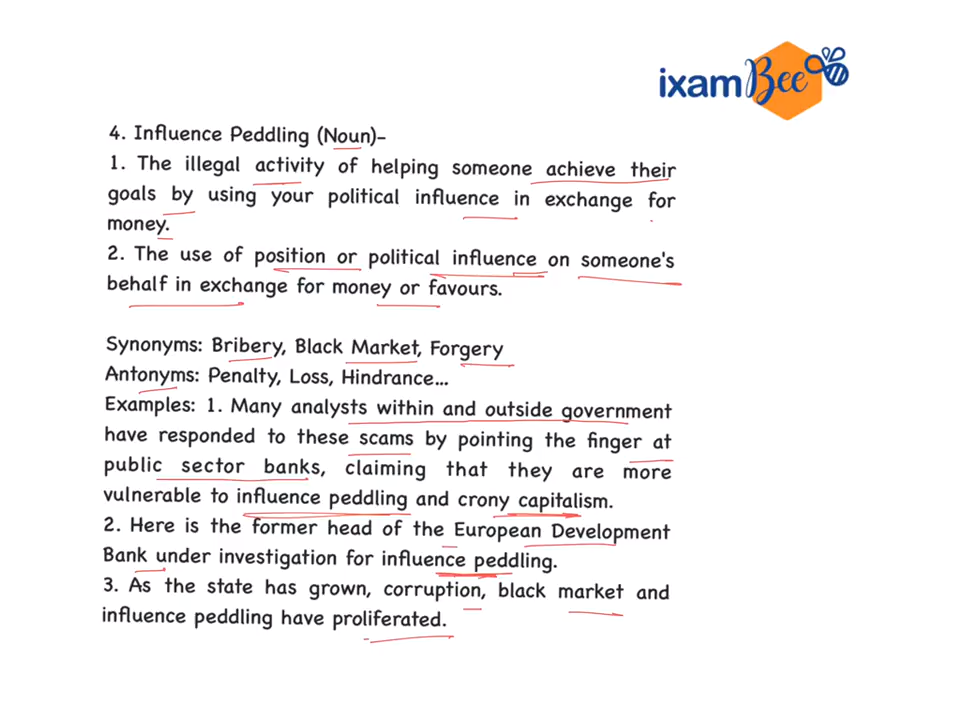 ixamBee
4. Influence Peddling (Noun)-
1. The illegal activity of helping someone achieve their
goals by using your political influence in exchange for
money.
2. The use of position or political influence on someone's
behalf in exchange for money or favours.
Synonyms: Bribery, Black Market, Forgery
Antonyms: Penalty, Loss, Hindrance...
Examples: 1. Many analysts within and outside government
have responded to these scams by pointing the finger at
public sector banks, claiming that they are more
vulnerable to influence peddling and crony capitalism.
2. Here is the former head of the European Development
Bank under investigation for influence peddling.
3. As the state has grown, corruption, black market and
influence peddling have proliferated.